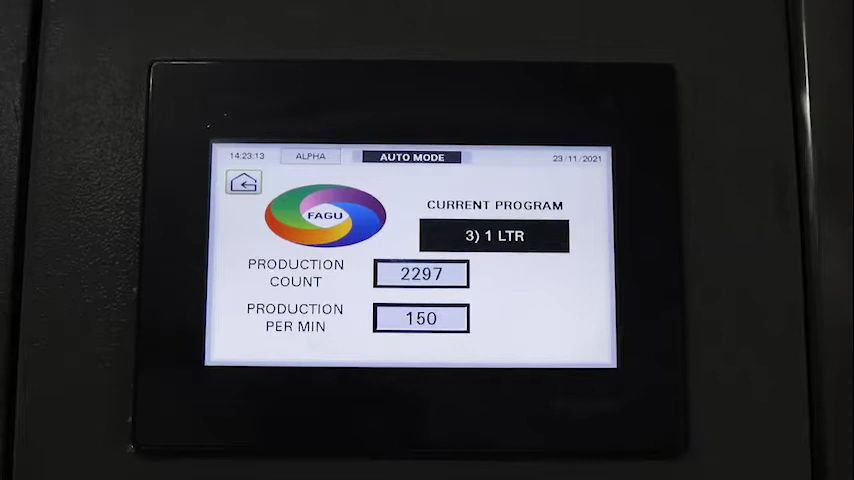 14:23:13 ALPHA AUTO MODE 23/11/2021
FAGU
CURRENT PROGRAM
3) 1 LTR
PRODUCTION
COUNT
2297
PRODUCTION
PER MIN
150